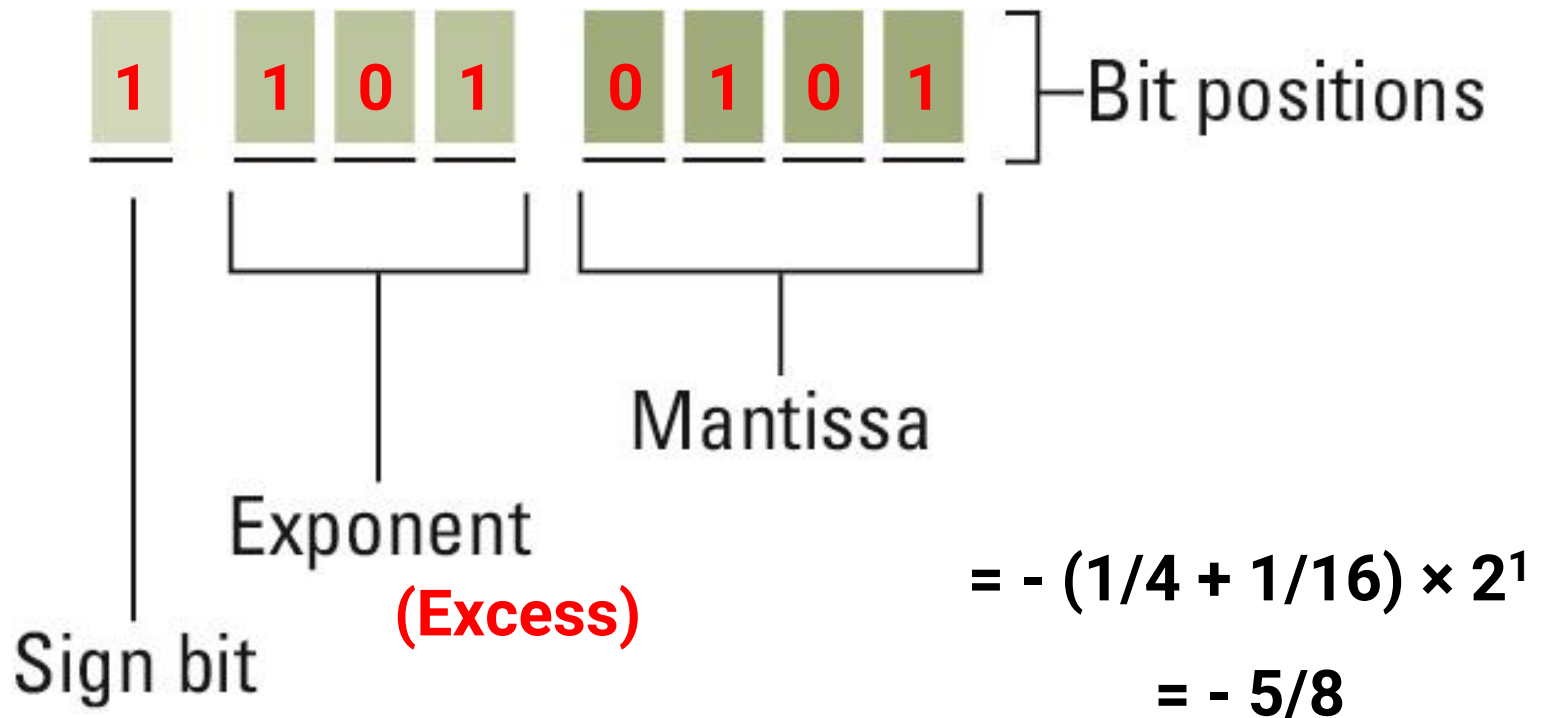 1 1 0 1 0 1 0 1
Bit positions
Mantissa
Exponent
(Excess)
Sign bit
= - (1/4 + 1/16) × 2¹
= - 5/8